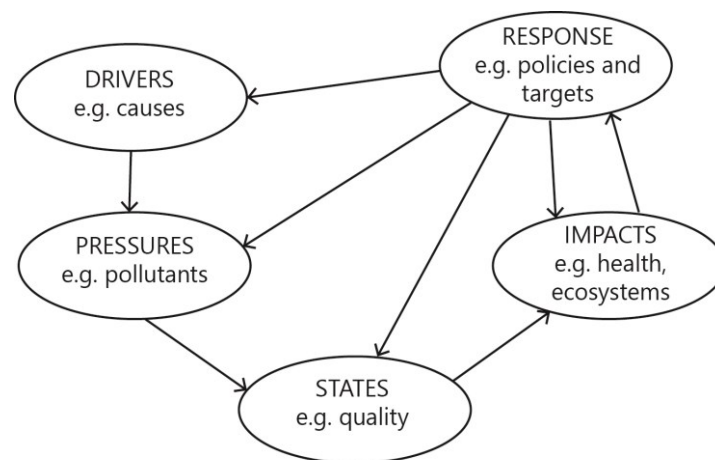 DRIVERS
e.g. causes
RESPONSE
e.g. policies and
targets
PRESSURES
e.g. pollutants
IMPACTS
e.g. health,
ecosystems
STATES
e.g. quality